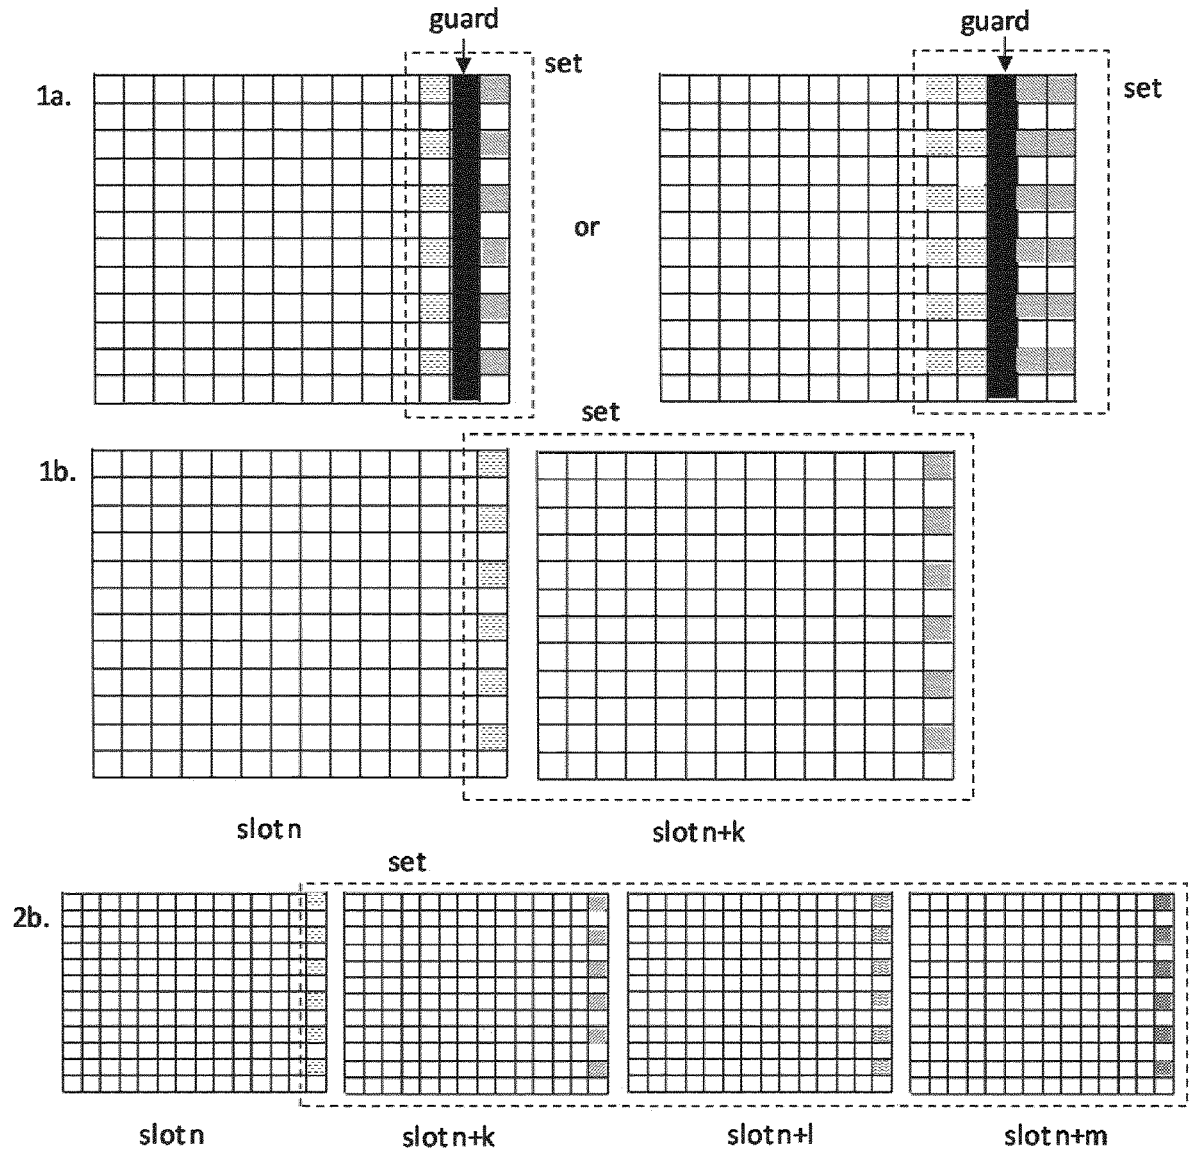 guard
guard
set
set
1a.
or
set
1b.
slot n
slot n+k
set
2b.
slot n
slot n+k
slot n+l
slot n+m